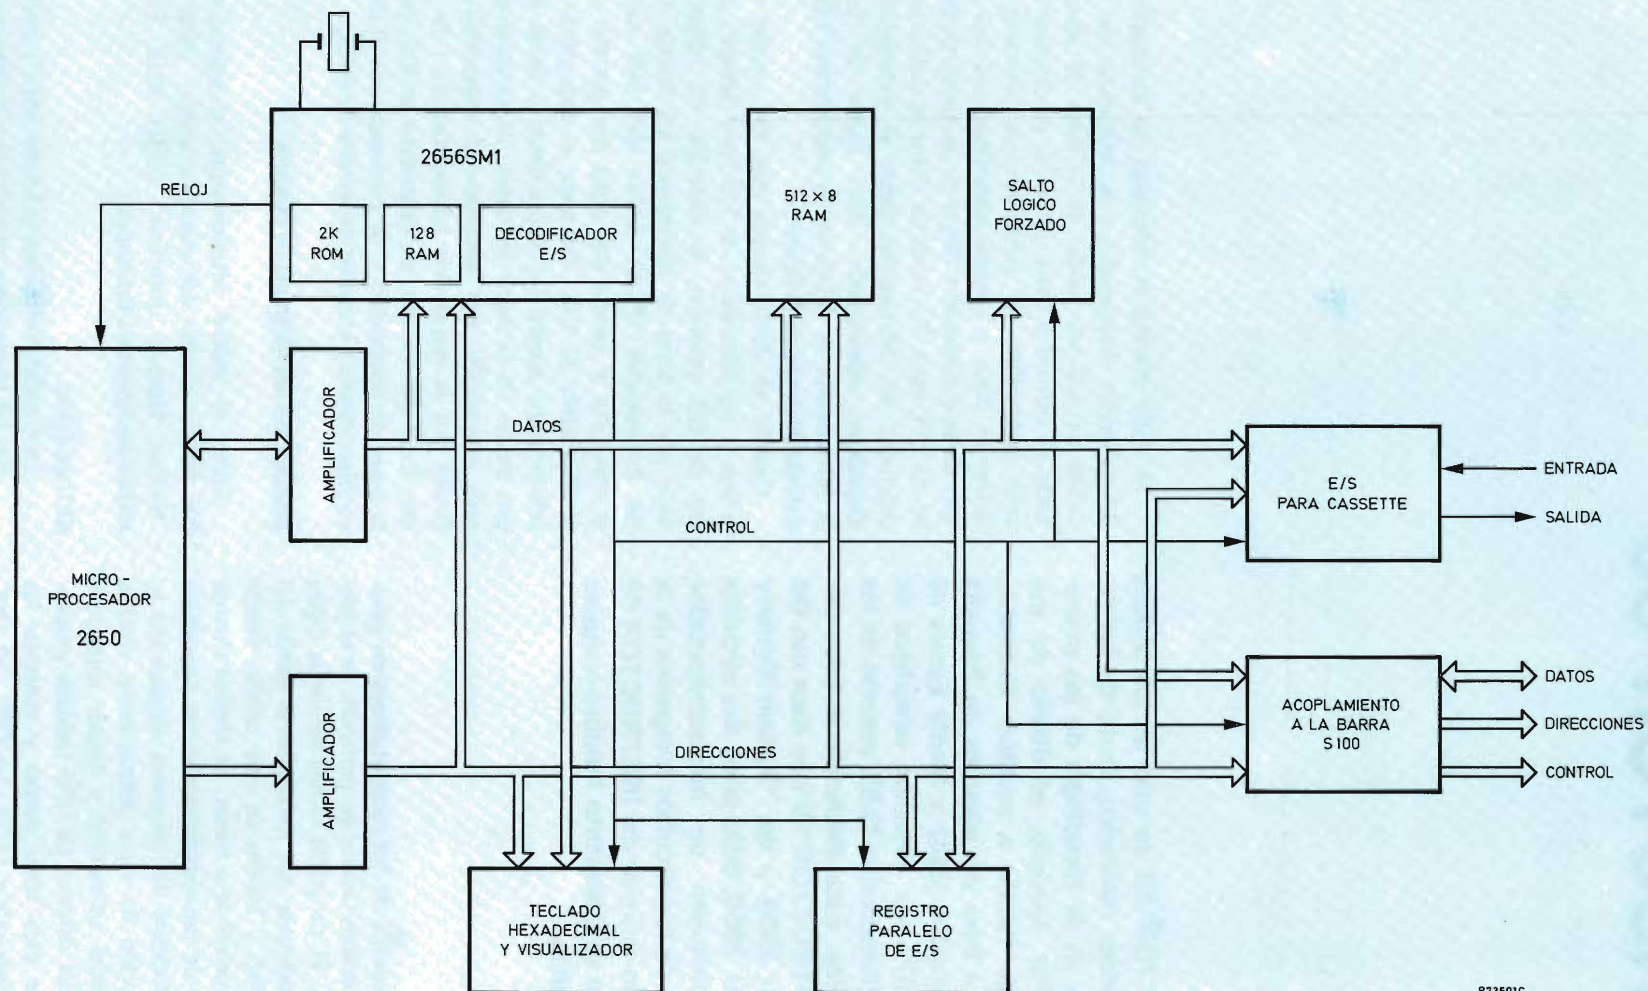 2656SM1
RELOJ
2K
ROM
128
RAM
DECODIFICADOR
E/S
512 × 8
RAM
SALTO
LOGICO
FORZADO
AMPLIFICADOR
DATOS
E/S
PARA CASSETTE
ENTRADA
SALIDA
CONTROL
MICRO-
PROCESADOR
2650
AMPLIFICADOR
DIRECCIONES
ACOPLAMIENTO
A LA BARRA
S100
DATOS
DIRECCIONES
CONTROL
TECLADO
HEXADECIMAL
Y VISUALIZADOR
REGISTRO
PARALELO
DE E/S